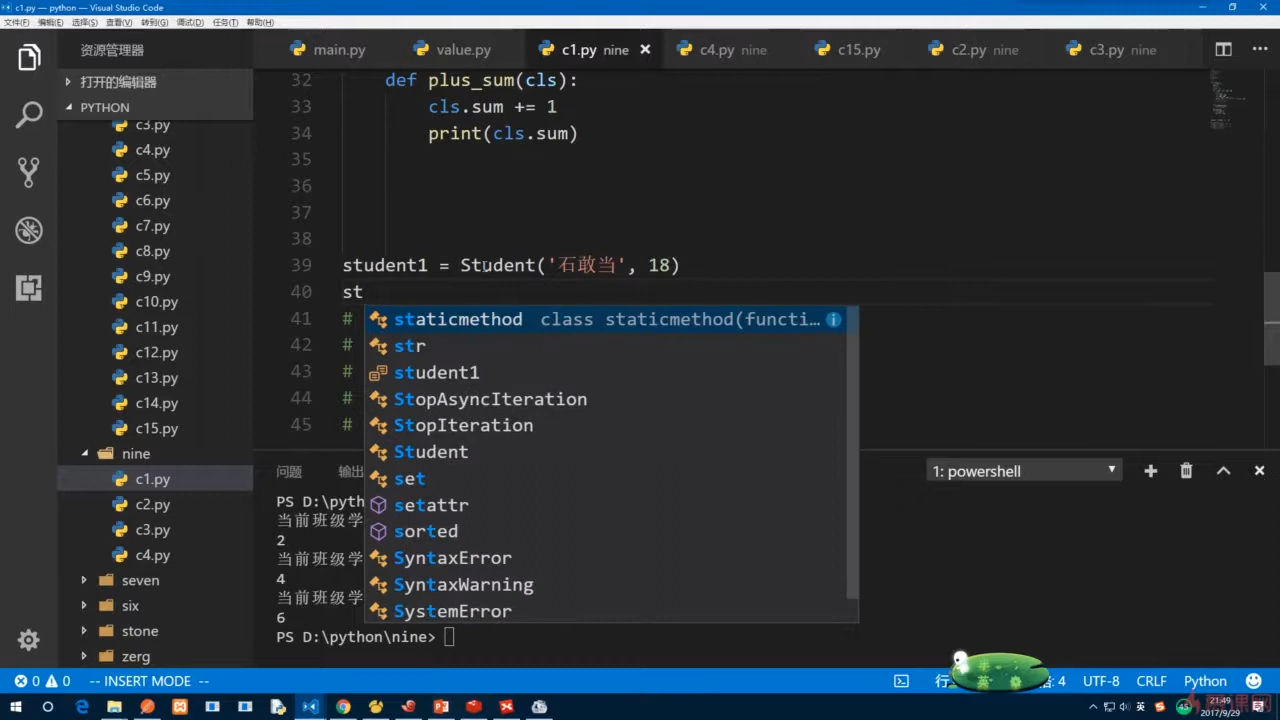 c1.py — python — Visual Studio Code
文件(F) 编辑(E) 选择(S) 查看(V) 转到(G) 调试(D) 任务(T) 帮助(H)
资源管理器
main.py value.py c1.py nine c4.py nine c15.py c2.py nine c3.py nine
打开的编辑器
PYTHON
c3.py
c4.py
c5.py
c6.py
c7.py
c8.py
c9.py
c10.py
c11.py
c12.py
c13.py
c14.py
c15.py
nine
c1.py
c2.py
c3.py
c4.py
seven
six
stone
zerg
32 def plus_sum(cls):
33 cls.sum += 1
34 print(cls.sum)
35
36
37
38
39 student1 = Student('石敢当', 18)
40 st
41 #
42 #
43 #
44 #
45 #
staticmethod class staticmethod(functi…
str
student1
StopAsyncIteration
StopIteration
Student
set
setattr
sorted
SyntaxError
SyntaxWarning
SystemError
问题 输出
1: powershell
PS D:\pyth
当前班级学
2
当前班级学
4
当前班级学
6
PS D:\python\nine>
0 0 -- INSERT MODE --
行 4 UTF-8 CRLF Python
英
45
21:49
2017/9/29